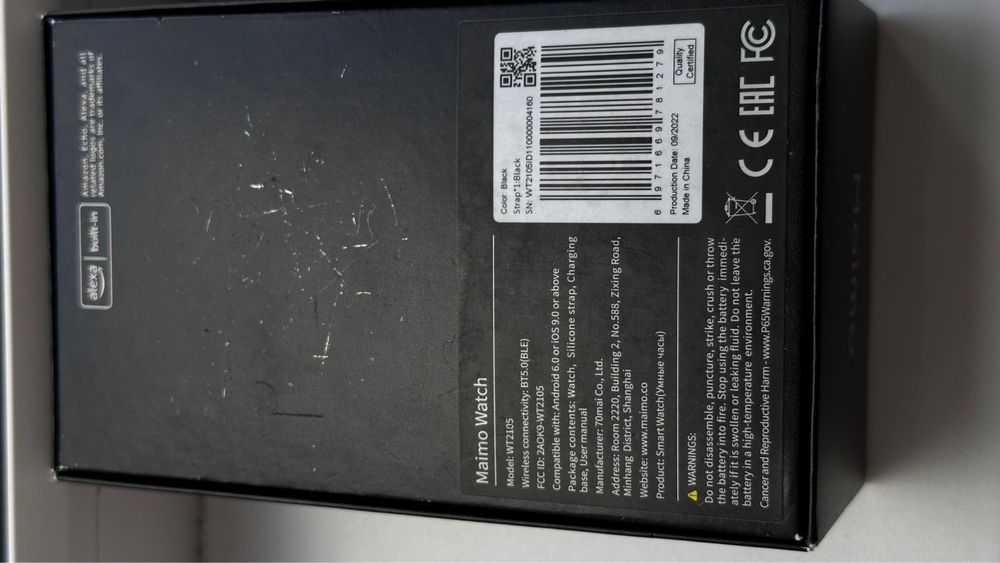 alexa | built-in
Amazon, Echo, Alexa, and all
related logos are trademarks of
Amazon.com, Inc. or its affiliates.
Maimo Watch
Model: WT2105
Wireless connectivity: BT5.0(BLE)
FCC ID: 2AOK9-WT2105
Compatible with: Android 6.0 or iOS 9.0 or above
Package contents: Watch, Silicone strap, Charging
base, User manual
Manufacturer: 70mai Co., Ltd.
Address: Room 2220, Building 2, No.588, Zixing Road,
Minhang District, Shanghai
Website: www.maimo.co
Product: Smart Watch(Умные часы)
WARNINGS:
Do not disassemble, puncture, strike, crush or throw
the battery into fire. Stop using the battery immedi-
ately if it is swollen or leaking fluid. Do not leave the
battery in a high-temperature environment.
Cancer and Reproductive Harm - www.P65Warnings.ca.gov.
Color: Black
Strap*1:Black
SN: WT2105ID110000004160
6 971669 781279
Production Date: 09/2022
Made in China
Quality
Certified
CE EAC FC